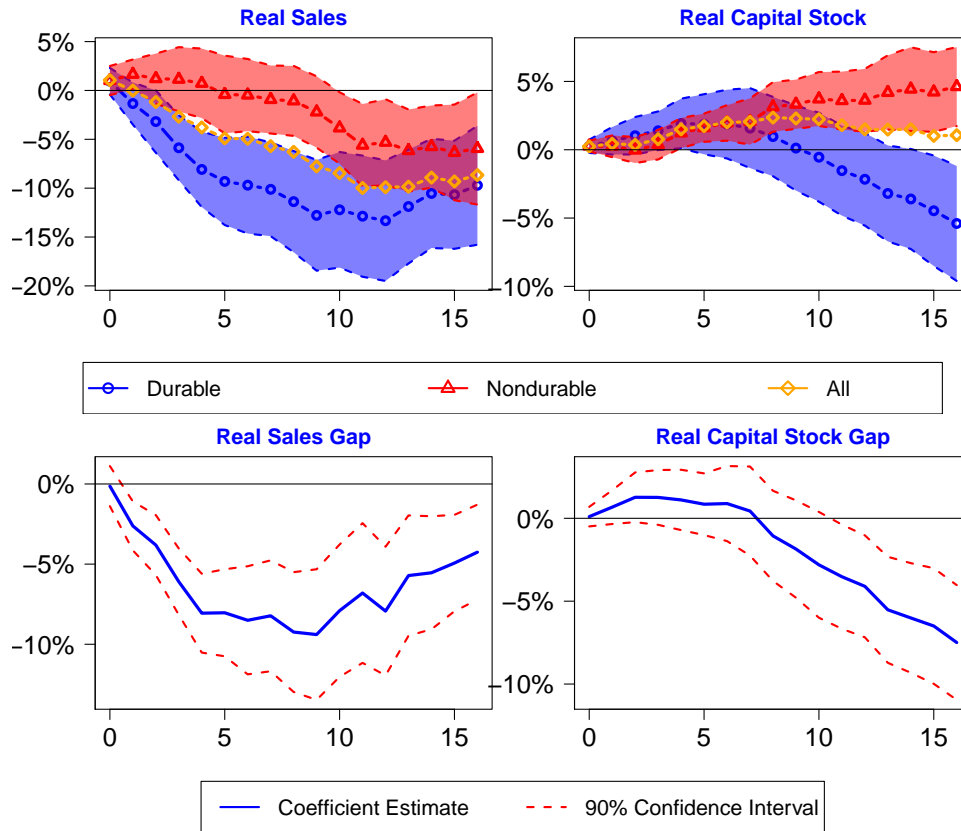 Real Sales
5%
0%
−5%
−10%
−15%
−20%
0 5 10 15
Real Capital Stock
5%
0%
−5%
−10%
0 5 10 15
Durable Nondurable All
Real Sales Gap
0%
−5%
−10%
0 5 10 15
Real Capital Stock Gap
0%
−5%
−10%
0 5 10 15
Coefficient Estimate 90% Confidence Interval